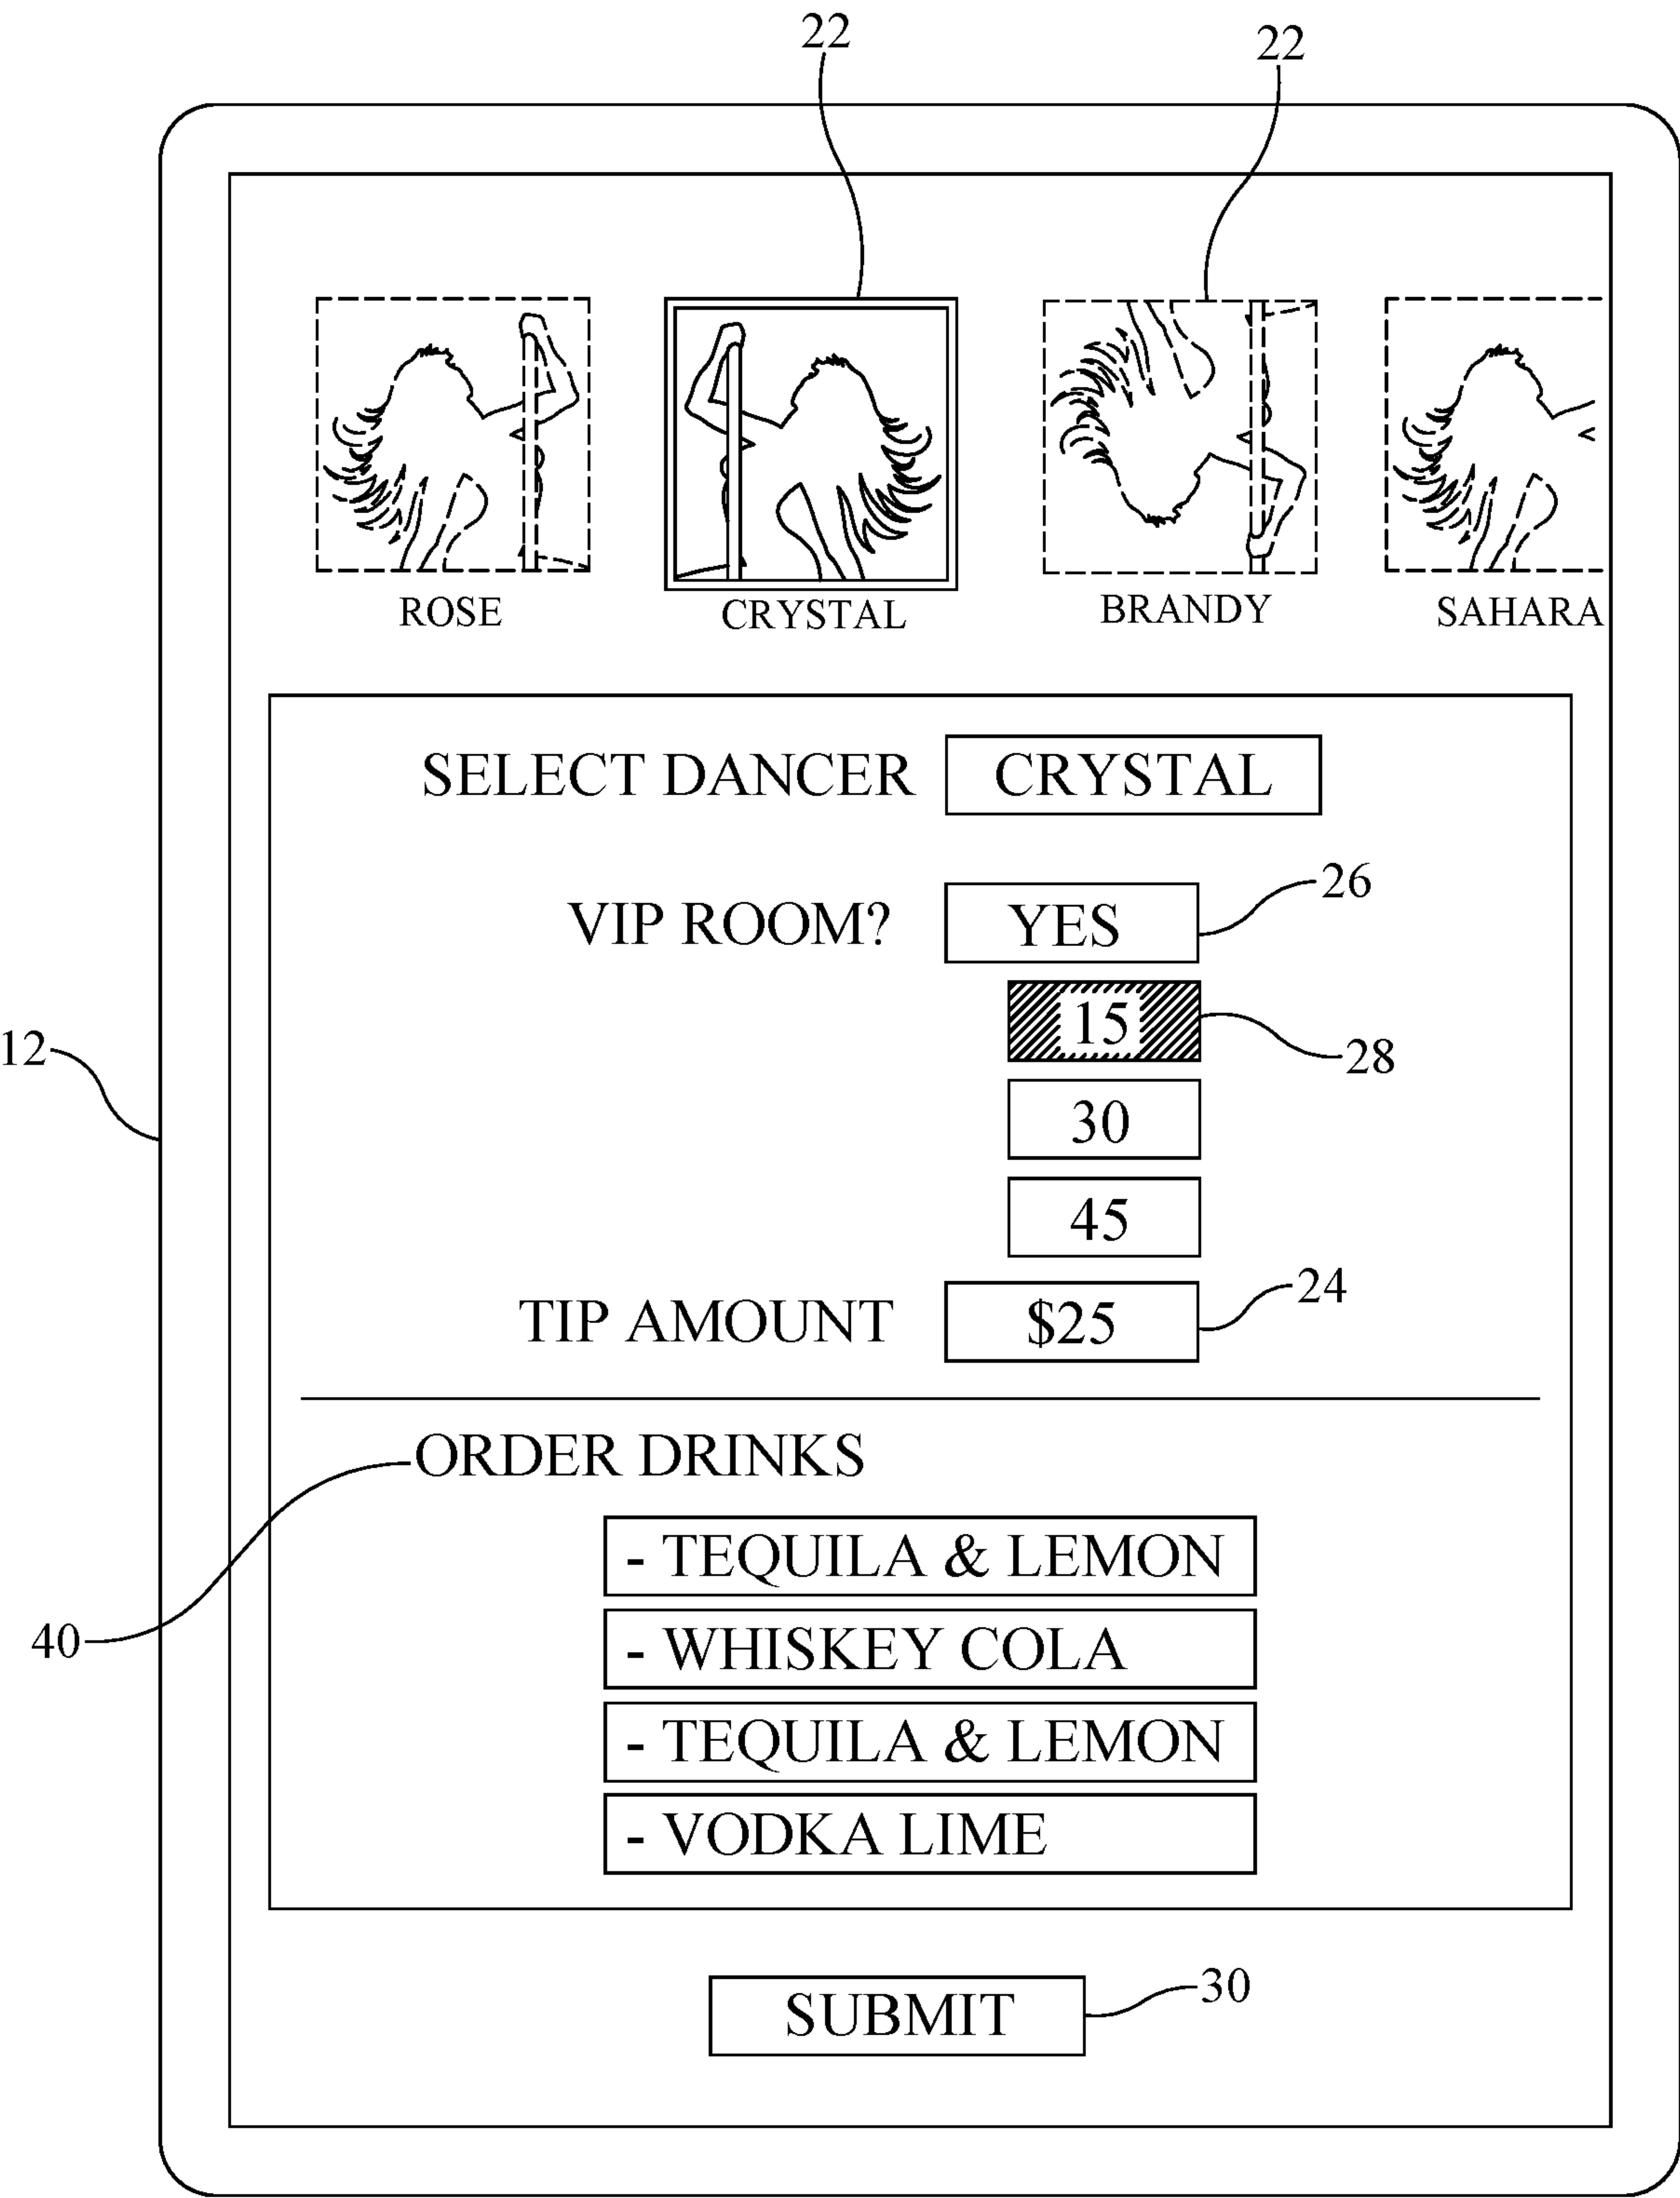 22
22
ROSE
CRYSTAL
BRANDY
SAHARA
SELECT DANCER CRYSTAL
VIP ROOM? YES
26
15
28
12
30
45
TIP AMOUNT $25
24
ORDER DRINKS
40
- TEQUILA & LEMON
- WHISKEY COLA
- TEQUILA & LEMON
- VODKA LIME
SUBMIT
30